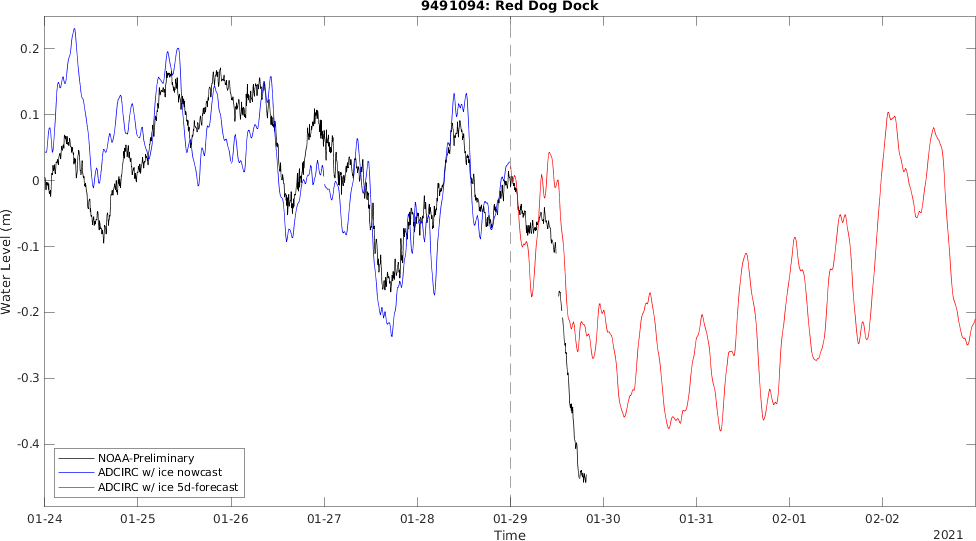 9491094: Red Dog Dock
Water Level (m)
0.2
0.1
0
-0.1
-0.2
-0.3
-0.4
NOAA-Preliminary
ADCIRC w/ ice nowcast
ADCIRC w/ ice 5d-forecast
01-24 01-25 01-26 01-27 01-28 01-29 01-30 01-31 02-01 02-02
Time
2021